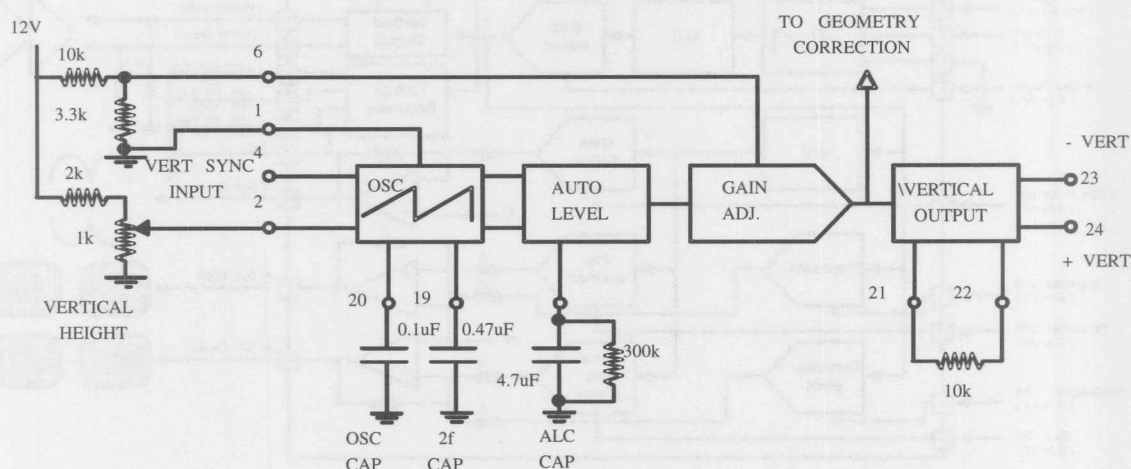 12V
10k
6
TO GEOMETRY
CORRECTION
3.3k
1
4
VERT SYNC
INPUT
2k
2
1k
VERTICAL
HEIGHT
OSC
AUTO
LEVEL
GAIN
ADJ.
VERTICAL
OUTPUT
- VERT
23
24
+ VERT
20
19
21
22
0.1uF
0.47uF
4.7uF
300k
10k
OSC
CAP
2f
CAP
ALC
CAP